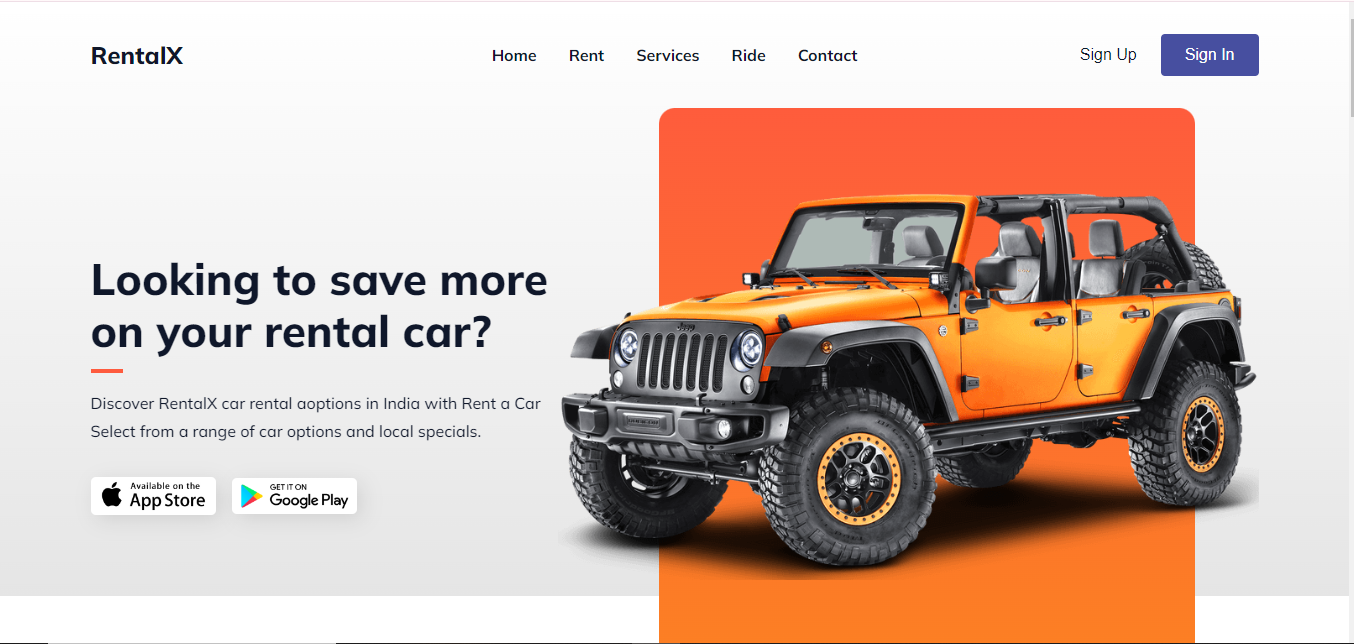 RentalX
Home Rent Services Ride Contact
Sign Up Sign In
Looking to save more
on your rental car?
Discover RentalX car rental aoptions in India with Rent a Car
Select from a range of car options and local specials.
Available on the
App Store
GET IT ON
Google Play
Jeep